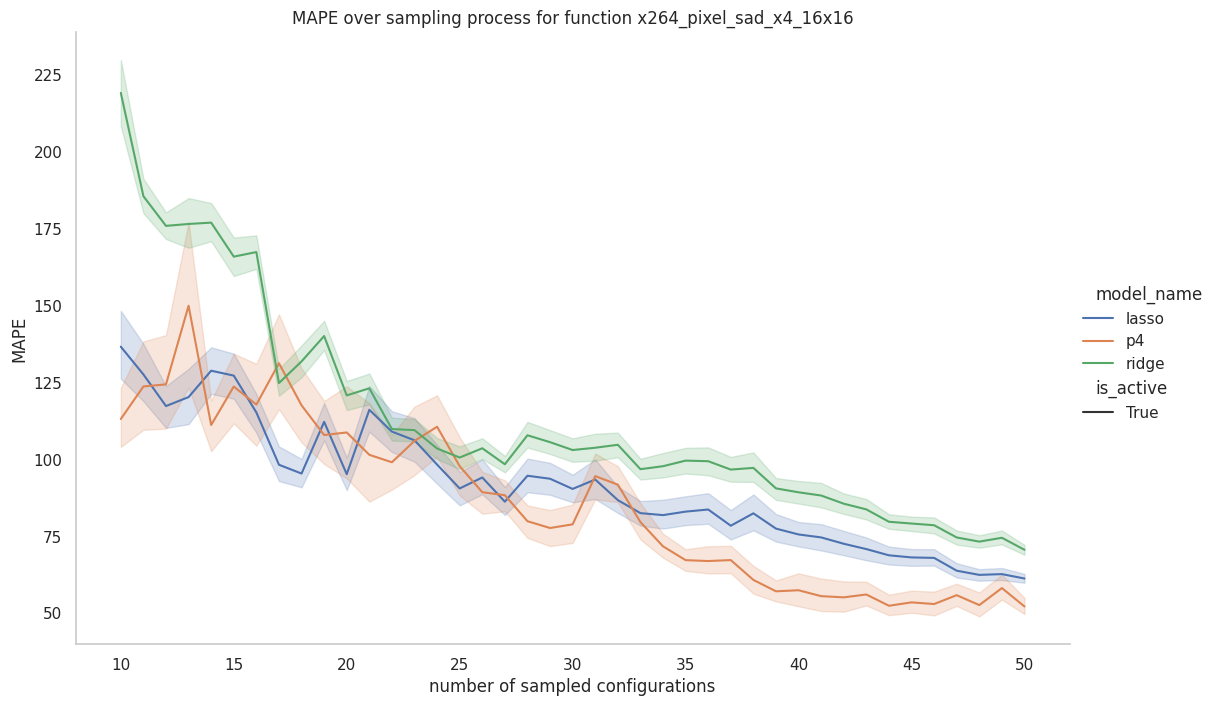 MAPE over sampling process for function x264_pixel_sad_x4_16x16
MAPE
225
200
175
150
125
100
75
50
10 15 20 25 30 35 40 45 50
number of sampled configurations
model_name
lasso
p4
ridge
is_active
True